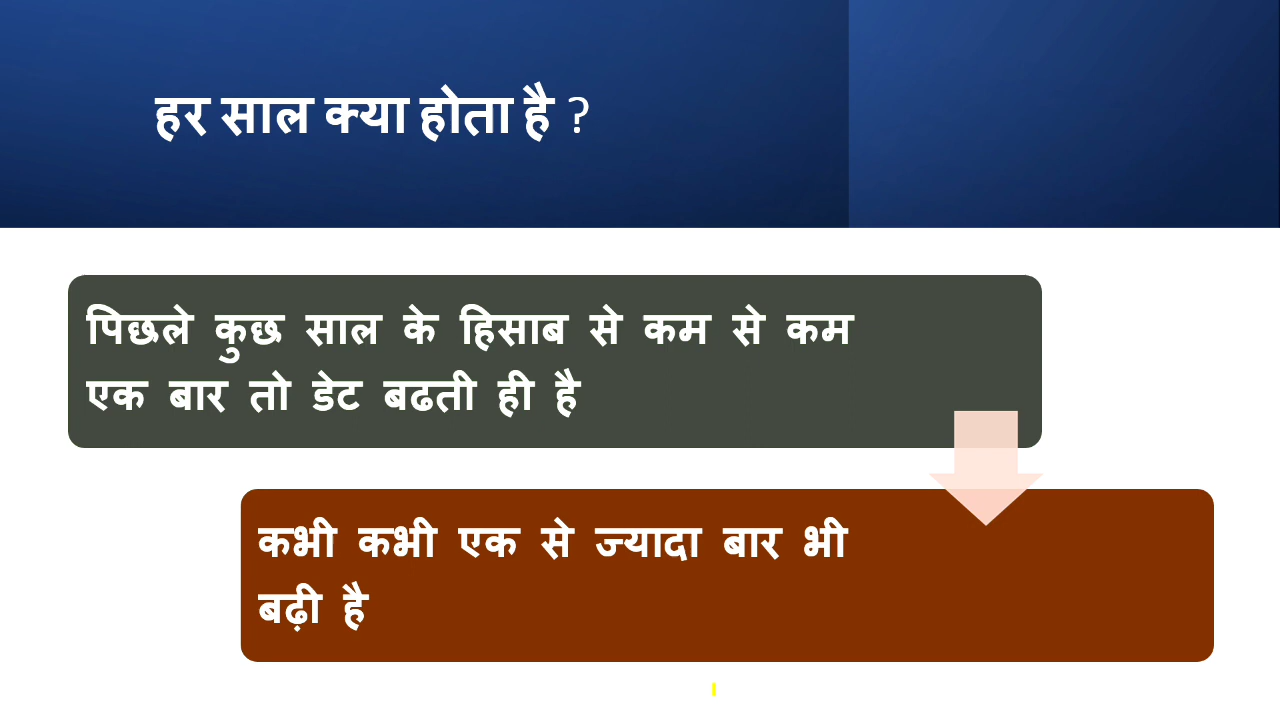 हर साल क्या होता है ?
पिछले कुछ साल के हिसाब से कम से कम
एक बार तो डेट बढती ही है
कभी कभी एक से ज्यादा बार भी
बढ़ी है